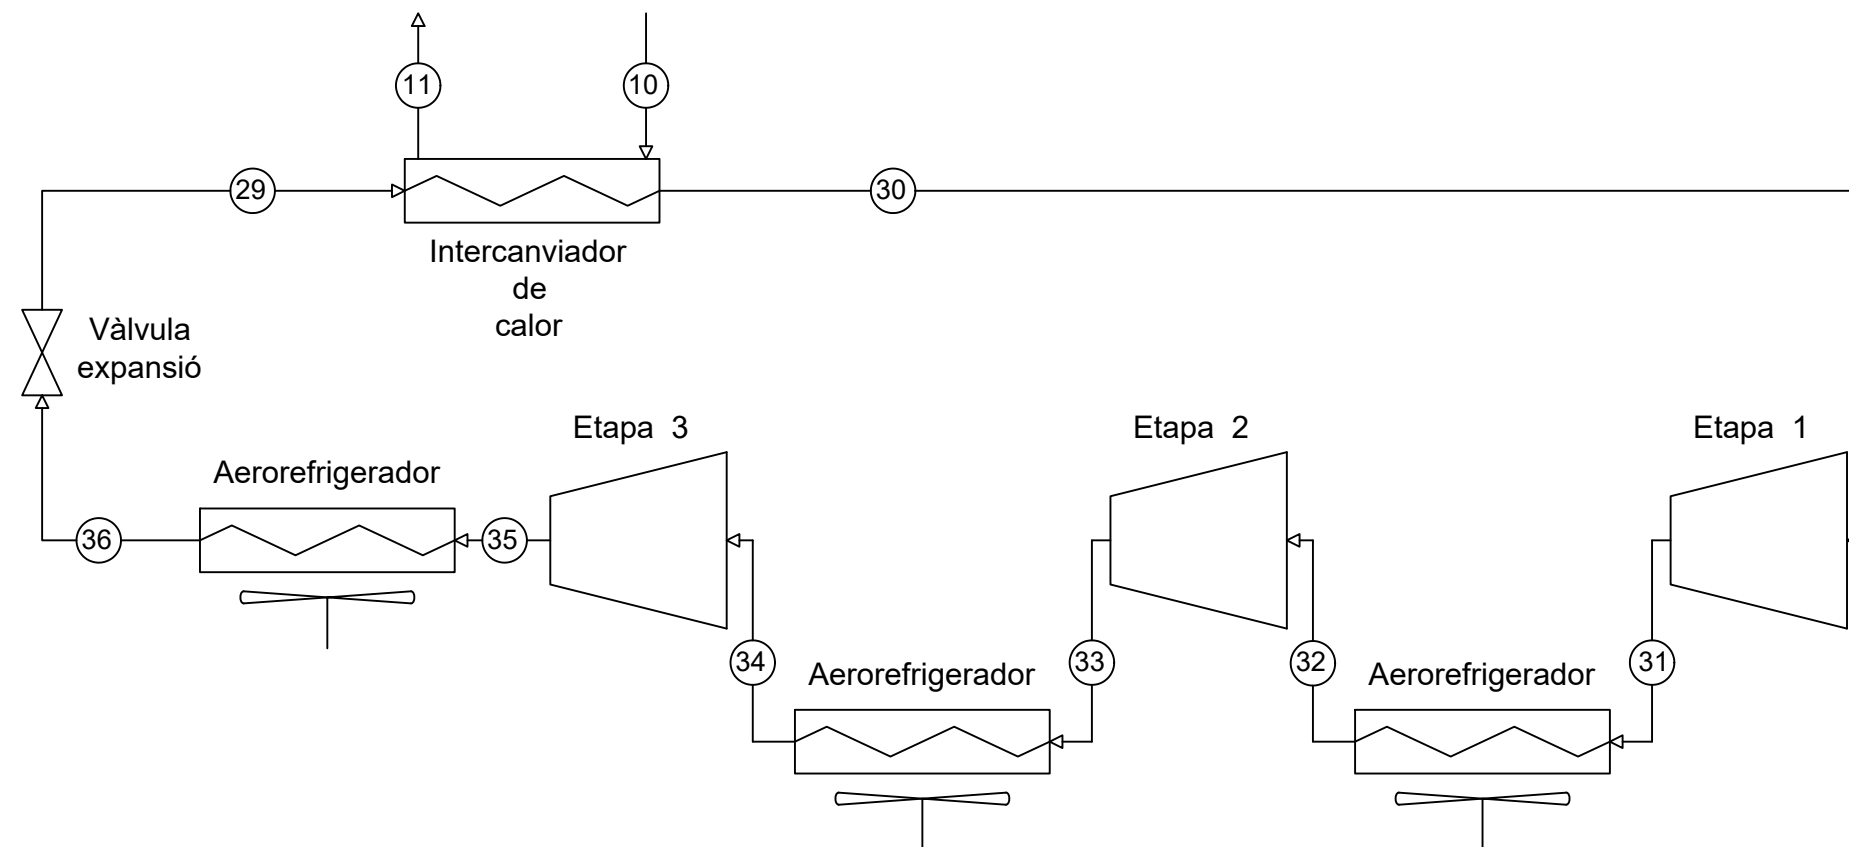 11
10
29
30
Intercanviador
de
calor
Vàlvula
expansió
Etapa 3
Etapa 2
Etapa 1
Aerorefrigerador
36
35
34
33
32
31
Aerorefrigerador
Aerorefrigerador